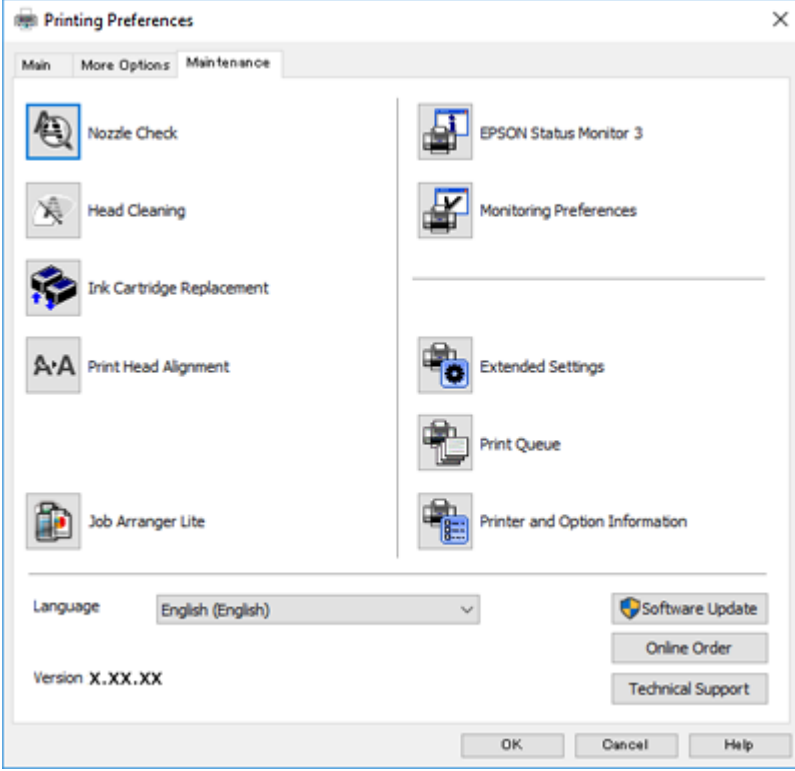 Printing Preferences
Main More Options Maintenance
Nozzle Check
Head Cleaning
Ink Cartridge Replacement
A·A Print Head Alignment
Job Arranger Lite
EPSON Status Monitor 3
Monitoring Preferences
Extended Settings
Print Queue
Printer and Option Information
Language English (English)
Version X.XX.XX
Software Update
Online Order
Technical Support
OK Cancel Help